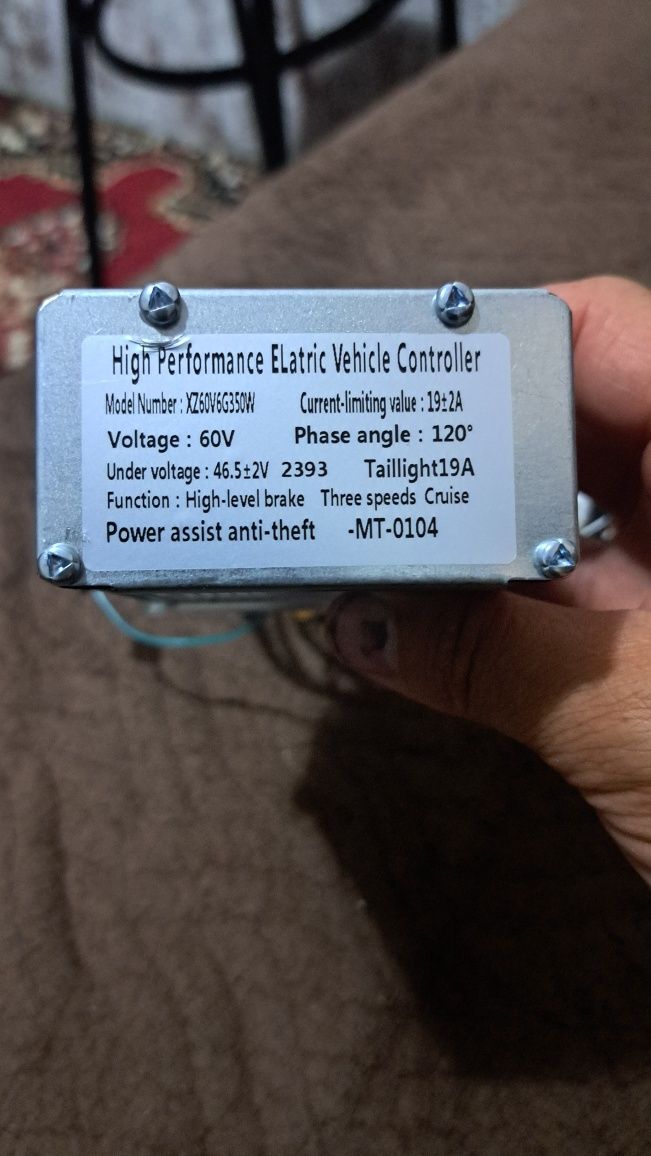 High Performance ELatric Vehicle Controller
Model Number : XZ60V6G350W Current-limiting value : 19±2A
Voltage : 60V Phase angle : 120°
Under voltage : 46.5±2V 2393 Taillight19A
Function : High-level brake Three speeds Cruise
Power assist anti-theft -MT-0104